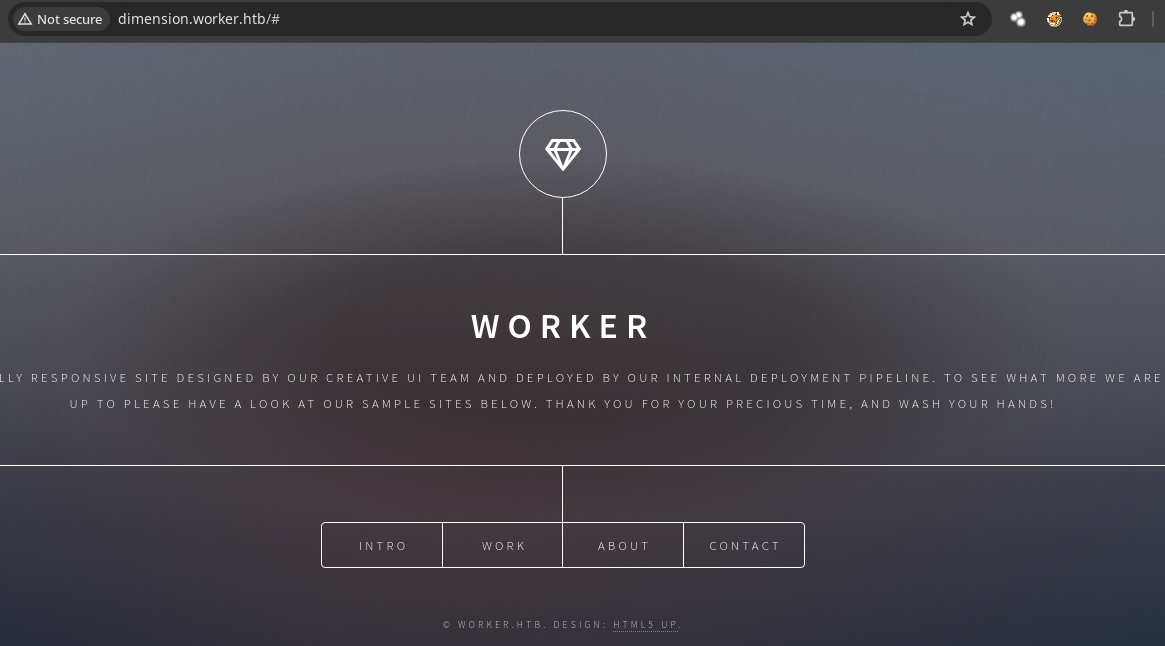 Not secure dimension.worker.htb/#
WORKER
RESPONSIVE SITE DESIGNED BY OUR CREATIVE UI TEAM AND DEPLOYED BY OUR INTERNAL DEPLOYMENT PIPELINE. TO SEE WHAT MORE WE ARE
UP TO PLEASE HAVE A LOOK AT OUR SAMPLE SITES BELOW. THANK YOU FOR YOUR PRECIOUS TIME, AND WASH YOUR HANDS!
INTRO WORK ABOUT CONTACT
© WORKER.HTB. DESIGN: HTML5 UP.